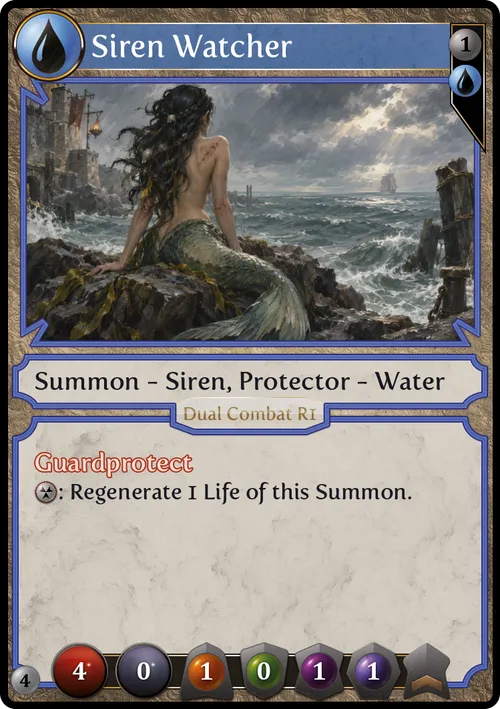 Siren Watcher
1
Summon – Siren, Protector – Water
Dual Combat R1
Guardprotect
: Regenerate 1 Life of this Summon.
4
4*
0*
1
0
1
1